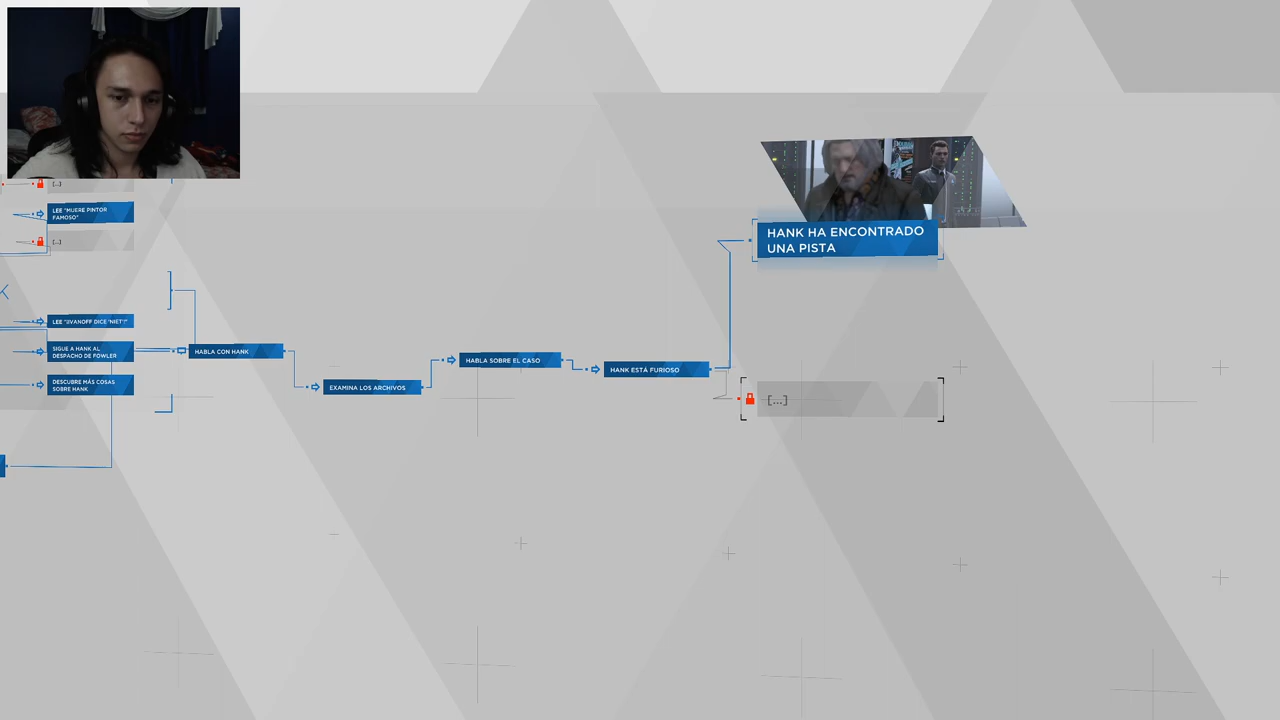 [...]
LEE "MUERE PINTOR
FAMOSO"
[...]
K
LEE "IIVANOFF DICE 'NIET'!"
SIGUE A HANK AL
DESPACHO DE FOWLER
DESCUBRE MÁS COSAS
SOBRE HANK
HABLA CON HANK
EXAMINA LOS ARCHIVOS
HABLA SOBRE EL CASO
HANK ESTÁ FURIOSO
HANK HA ENCONTRADO
UNA PISTA
[...]